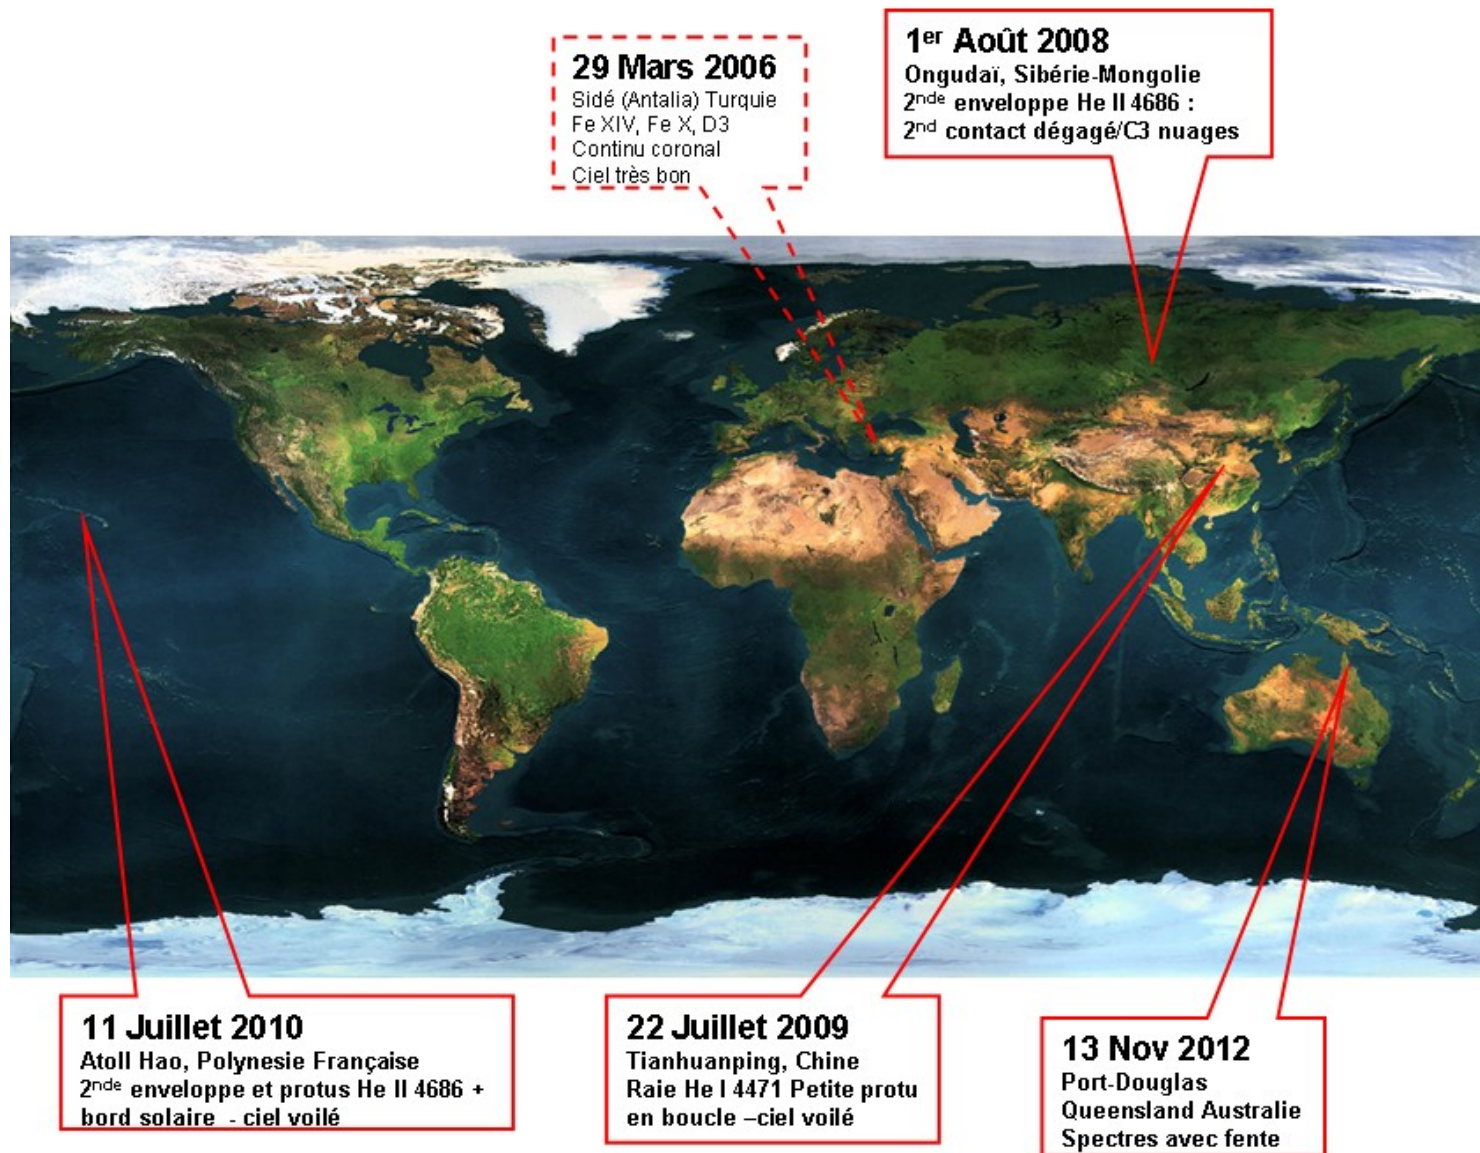 29 Mars 2006
Sidé (Antalia) Turquie
Fe XIV, Fe X, D3
Continu coronal
Ciel très bon
1er Août 2008
Ongudaï, Sibérie-Mongolie
2nde enveloppe He II 4686 :
2nd contact dégagé/C3 nuages
11 Juillet 2010
Atoll Hao, Polynesie Française
2nde enveloppe et protus He II 4686 +
bord solaire - ciel voilé
22 Juillet 2009
Tianhuanping, Chine
Raie He I 4471 Petite protu
en boucle –ciel voilé
13 Nov 2012
Port-Douglas
Queensland Australie
Spectres avec fente